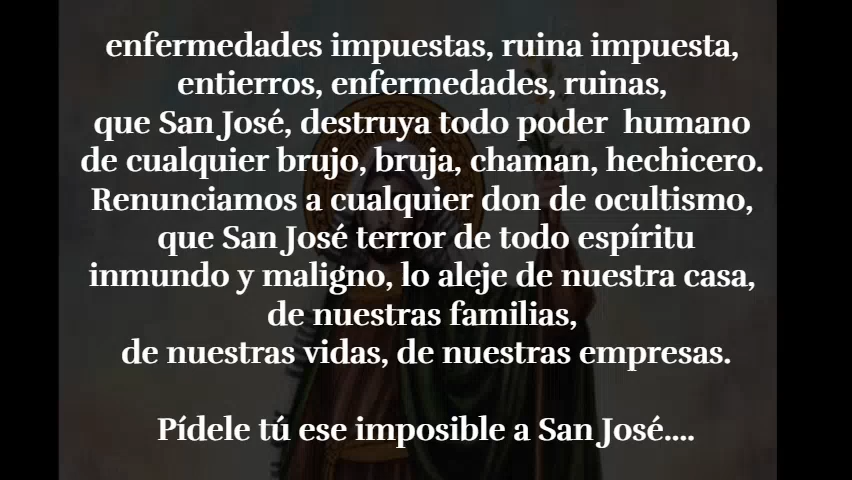 enfermedades impuestas, ruina impuesta,
entierros, enfermedades, ruinas,
que San José, destruya todo poder  humano
de cualquier brujo, bruja, chaman, hechicero.
Renunciamos a cualquier don de ocultismo,
que San José terror de todo espíritu
inmundo y maligno, lo aleje de nuestra casa,
de nuestras familias,
de nuestras vidas, de nuestras empresas.
Pídele tú ese imposible a San José....